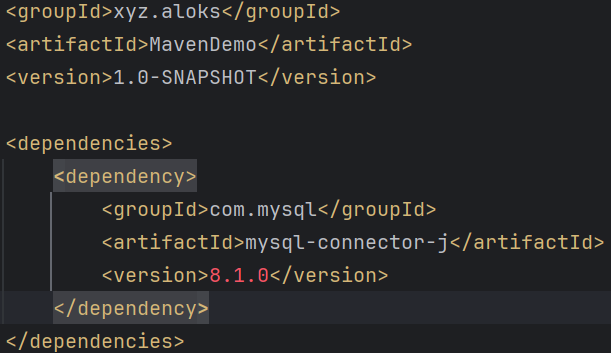 <groupId>xyz.aloks</groupId>
<artifactId>MavenDemo</artifactId>
<version>1.0-SNAPSHOT</version>
<dependencies>
<dependency>
<groupId>com.mysql</groupId>
<artifactId>mysql-connector-j</artifactId>
<version>8.1.0</version>
</dependency>
</dependencies>